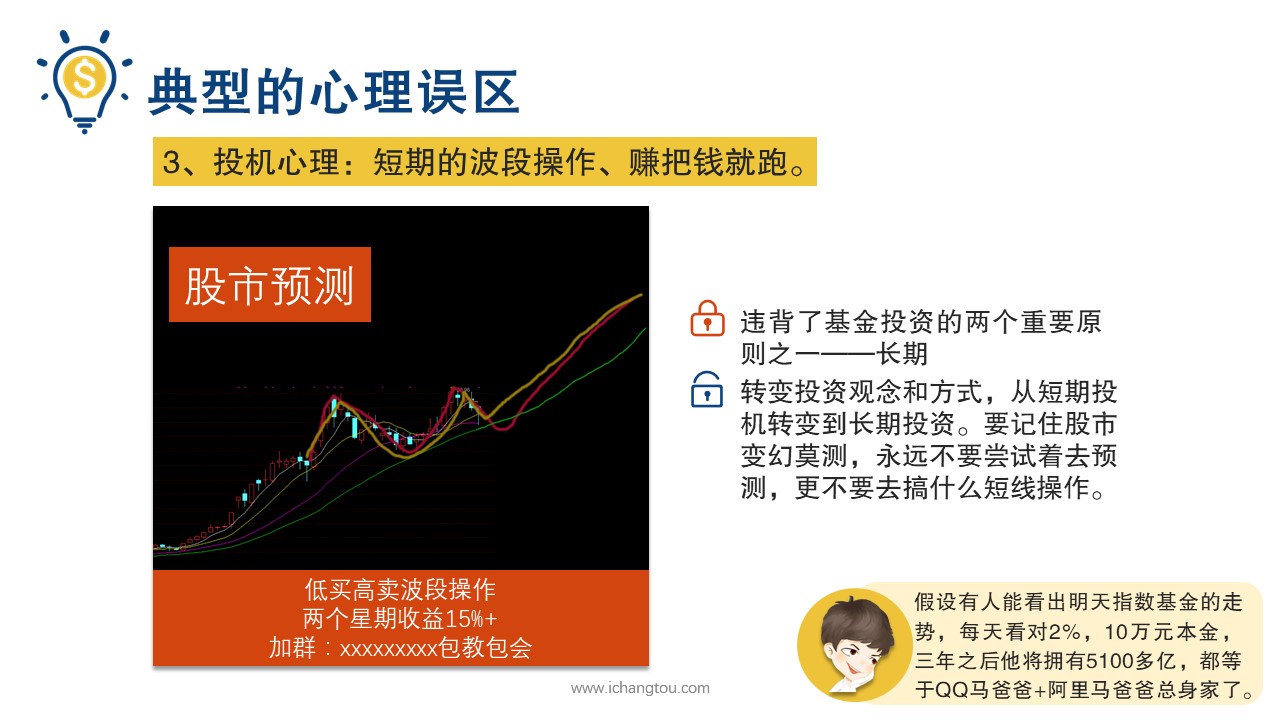 典型的心理误区
3、投机心理：短期的波段操作、赚把钱就跑。
股市预测
低买高卖波段操作
两个星期收益15%+
加群：xxxxxxxxx包教包会
违背了基金投资的两个重要原
则之一——长期
转变投资观念和方式，从短期投
机转变到长期投资。要记住股市
变幻莫测，永远不要尝试着去预
测，更不要去搞什么短线操作。
假设有人能看出明天指数基金的走
势，每天看对2%，10万元本金，
三年之后他将拥有5100多亿，都等
于QQ马爸爸+阿里马爸爸总身家了。
www.ichangtou.com